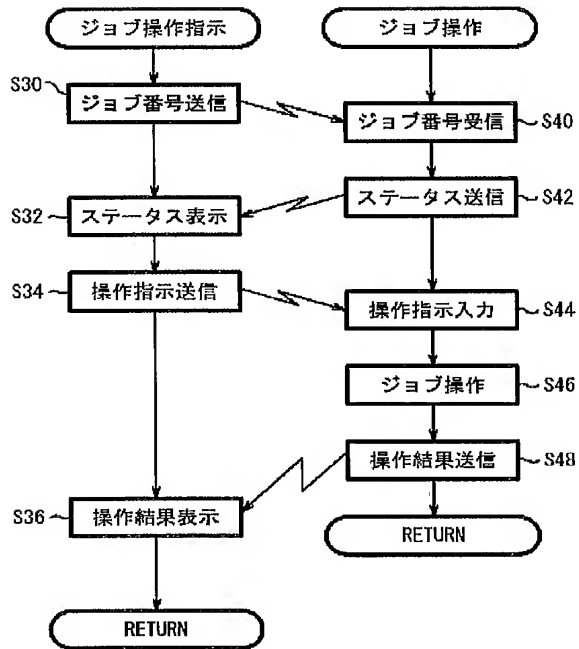 ジョブ操作指示
S30
ジョブ番号送信
S32
ステータス表示
S34
操作指示送信
S36
操作結果表示
RETURN
ジョブ操作
ジョブ番号受信
S40
ステータス送信
S42
操作指示入力
S44
ジョブ操作
S46
操作結果送信
S48
RETURN